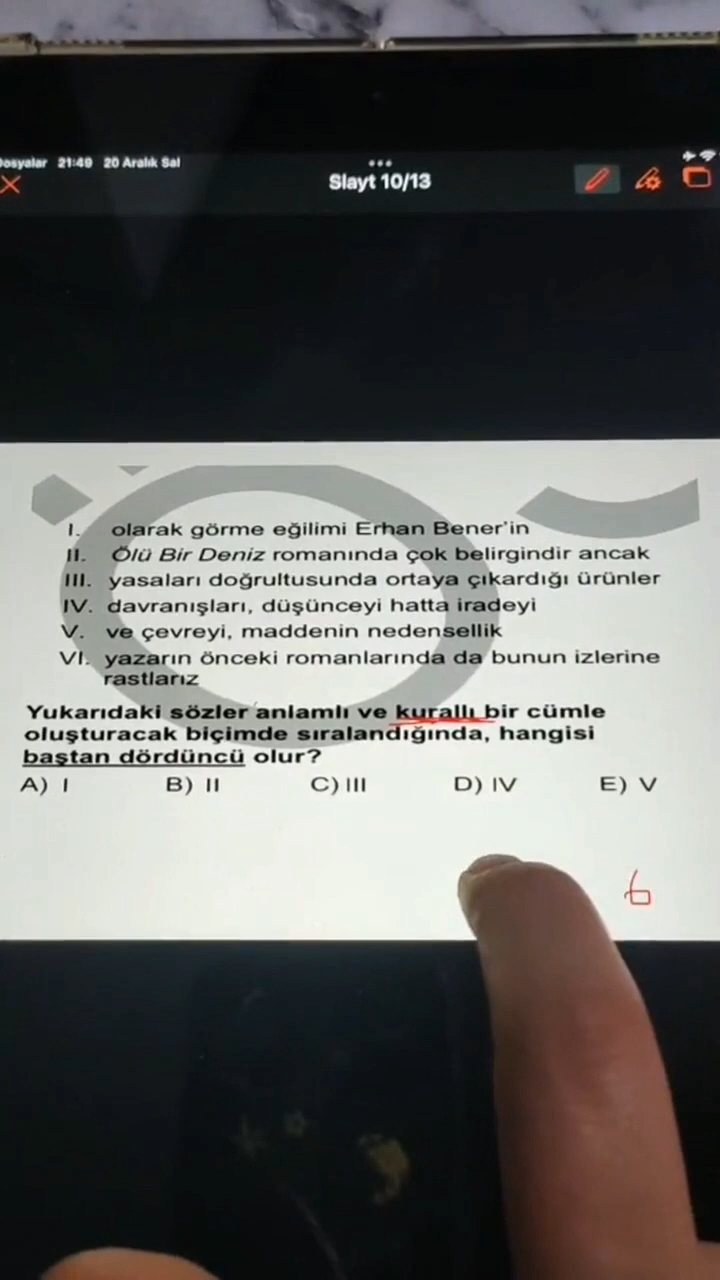 Dosyalar 21:49 20 Aralık Sal
Slayt 10/13
I. olarak görme eğilimi Erhan Bener'in
II. Ölü Bir Deniz romanında çok belirgindir ancak
III. yasaları doğrultusunda ortaya çıkardığı ürünler
IV. davranışları, düşünceyi hatta iradeyi
V. ve çevreyi, maddenin nedensellik
VI. yazarın önceki romanlarında da bunun izlerine
rastlarız
Yukarıdaki sözler anlamlı ve kurallı bir cümle
oluşturacak biçimde sıralandığında, hangisi
baştan dördüncü olur?
A) I B) II C) III D) IV E) V
6